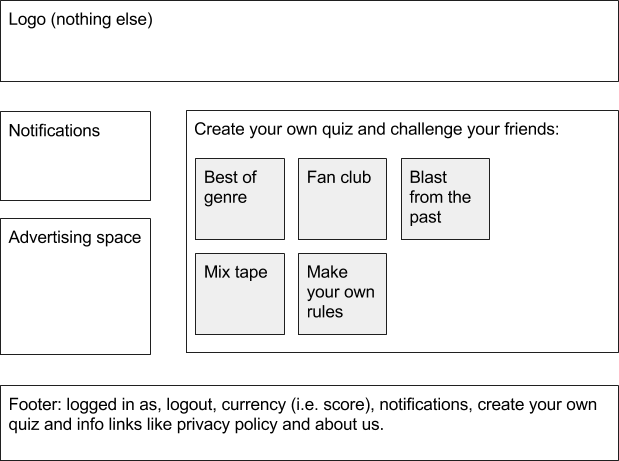 Logo (nothing else)
Notifications
Advertising space
Create your own quiz and challenge your friends:
Best of
genre
Fan club
Blast
from the
past
Mix tape
Make
your own
rules
Footer: logged in as, logout, currency (i.e. score), notifications, create your own
quiz and info links like privacy policy and about us.